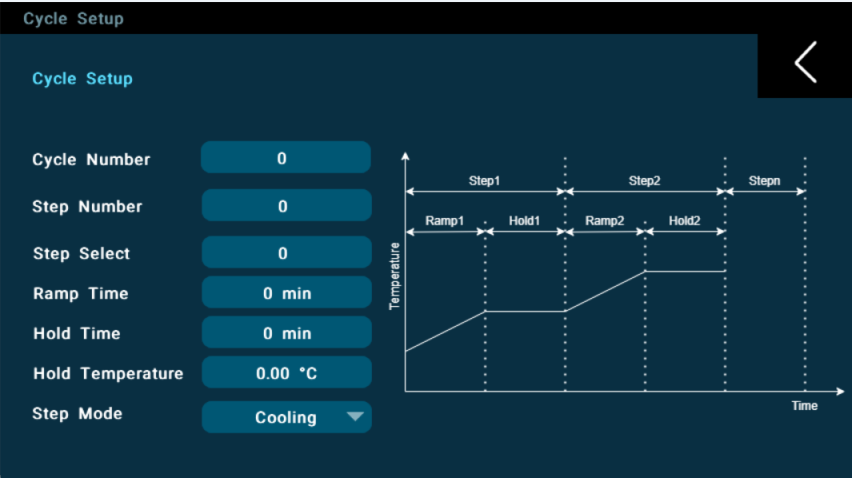 Cycle Setup
Cycle Setup
Cycle Number 0
Step Number 0
Step Select 0
Ramp Time 0 min
Hold Time 0 min
Hold Temperature 0.00 °C
Step Mode Cooling
Step1 Step2 Stepn
Ramp1 Hold1 Ramp2 Hold2
Temperature
Time